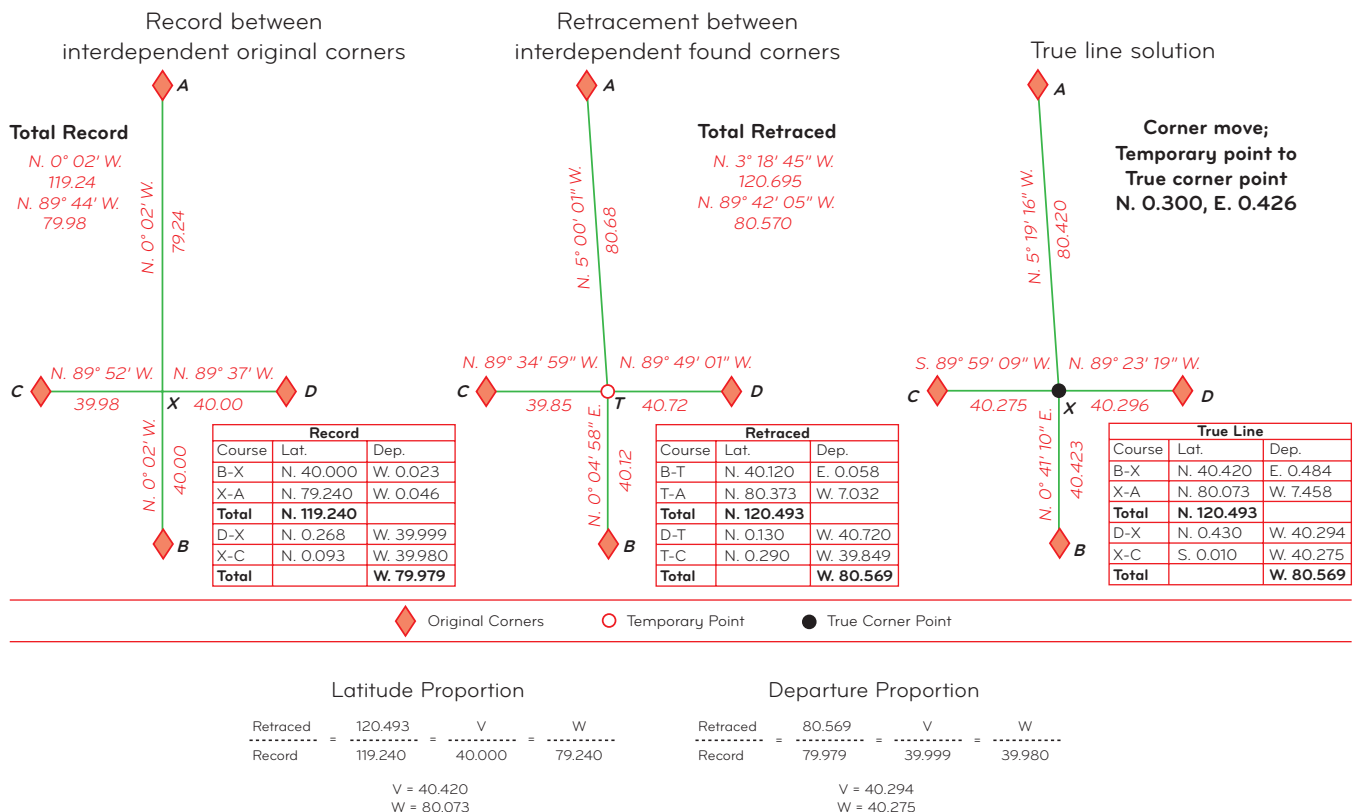 Record between
interdependent original corners
A
Total Record
N. 0° 02' W.
119.24
N. 89° 44' W.
79.98
N. 0° 02' W.
79.24
N. 89° 52' W.
N. 89° 37' W.
C
D
39.98
X
40.00
N. 0° 02' W.
40.00
B
Record
Course Lat. Dep.
B-X N. 40.000 W. 0.023
X-A N. 79.240 W. 0.046
Total N. 119.240
D-X N. 0.268 W. 39.999
X-C N. 0.093 W. 39.980
Total W. 79.979
Retracement between
interdependent found corners
A
Total Retraced
N. 3° 18' 45" W.
120.695
N. 89° 42' 05" W.
80.570
N. 5° 00' 01" W.
80.68
N. 89° 34' 59" W.
N. 89° 49' 01" W.
C
D
39.85
T
40.72
N. 0° 04' 58" E.
40.12
B
Retraced
Course Lat. Dep.
B-T N. 40.120 E. 0.058
T-A N. 80.373 W. 7.032
Total N. 120.493
D-T N. 0.130 W. 40.720
T-C N. 0.290 W. 39.849
Total W. 80.569
True line solution
A
Corner move;
Temporary point to
True corner point
N. 0.300, E. 0.426
N. 5° 19' 16" W.
80.420
S. 89° 59' 09" W.
N. 89° 23' 19" W.
C
D
40.275
X
40.296
N. 0° 41' 10" E.
40.423
B
True Line
Course Lat. Dep.
B-X N. 40.420 E. 0.484
X-A N. 80.073 W. 7.458
Total N. 120.493
D-X N. 0.430 W. 40.294
X-C S. 0.010 W. 40.275
Total W. 80.569
Original Corners
Temporary Point
True Corner Point
Latitude Proportion
Retraced 120.493 V W
= = =
Record 119.240 40.000 79.240
V = 40.420
W = 80.073
Departure Proportion
Retraced 80.569 V W
= = =
Record 79.979 39.999 39.980
V = 40.294
W = 40.275